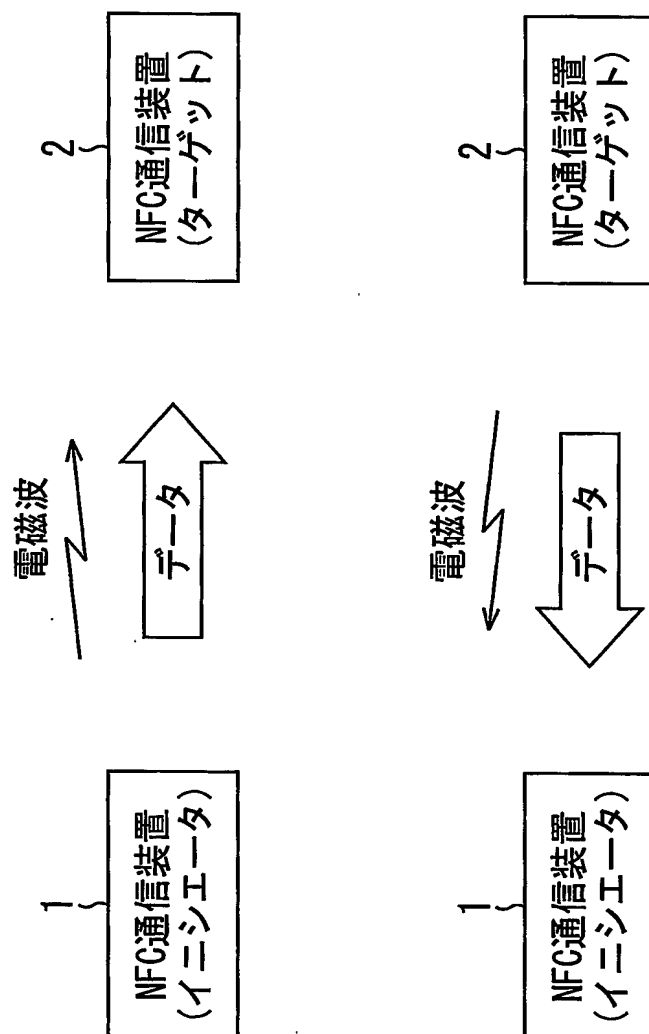 1
NFC通信装置
(イニシエータ)
電磁波
データ
2
NFC通信装置
(ターゲット)
1
NFC通信装置
(イニシエータ)
電磁波
データ
2
NFC通信装置
(ターゲット)